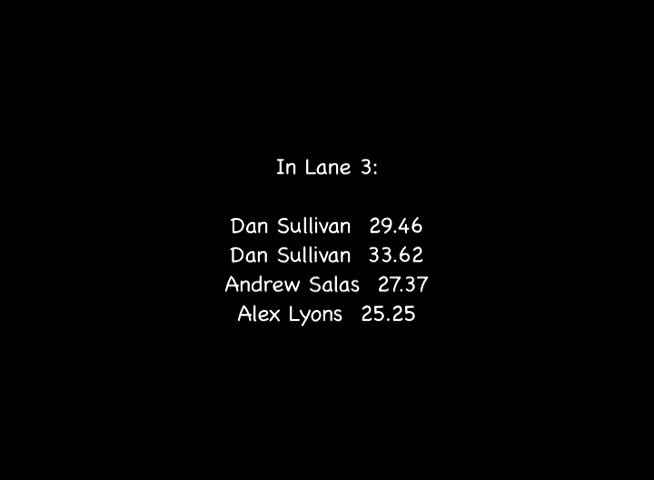 In Lane 3:
Dan Sullivan 29.46
Dan Sullivan 33.62
Andrew Salas 27.37
Alex Lyons 25.25